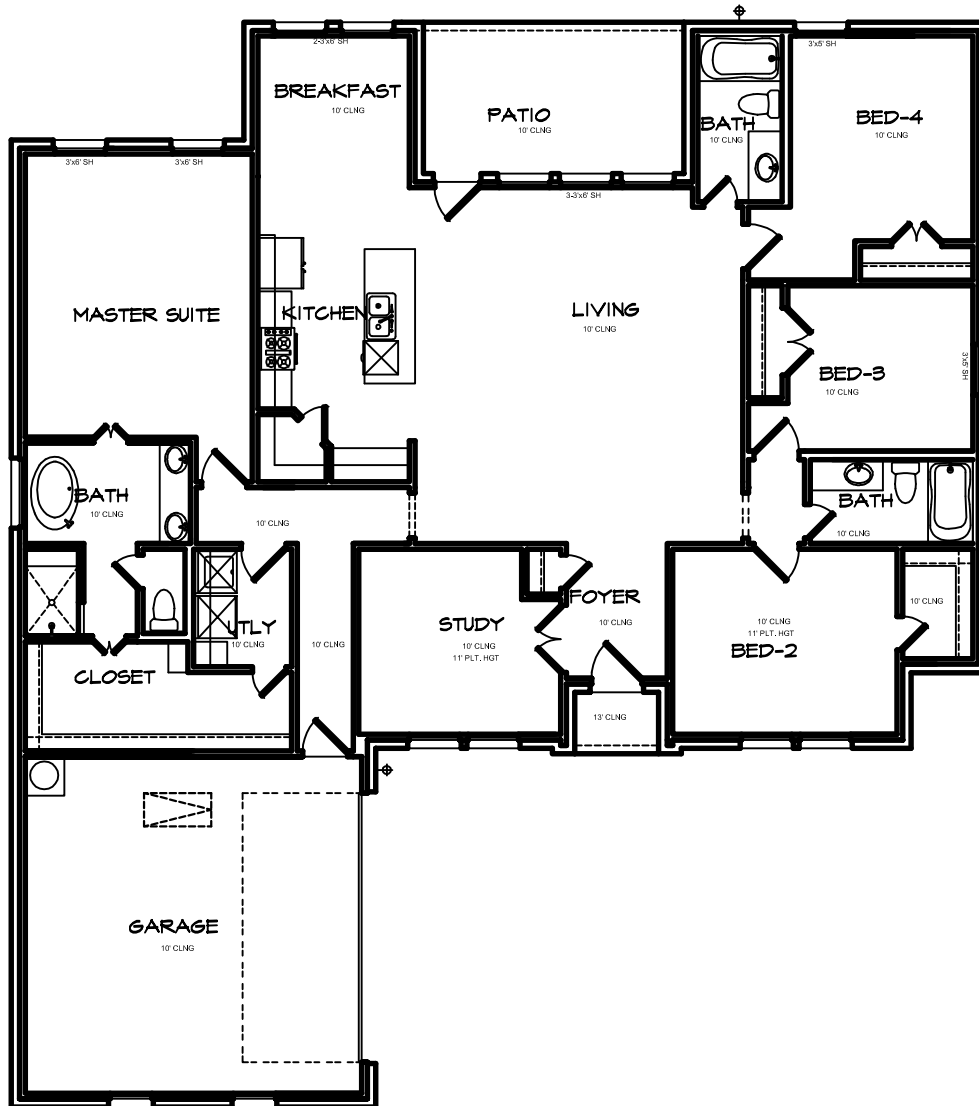 2-3'x6' SH
3'x5' SH
BREAKFAST
10' CLNG
PATIO
10' CLNG
BATH
10' CLNG
BED-4
10' CLNG
3'x6' SH
3'x6' SH
3-3'x6' SH
MASTER SUITE
KITCHEN
LIVING
10' CLNG
BED-3
10' CLNG
3'x5' SH
BATH
10' CLNG
10' CLNG
BATH
10' CLNG
UTLY
10' CLNG
10' CLNG
STUDY
10' CLNG
11' PLT. HGT
FOYER
10' CLNG
10' CLNG
11' PLT. HGT
BED-2
10' CLNG
CLOSET
13' CLNG
GARAGE
10' CLNG